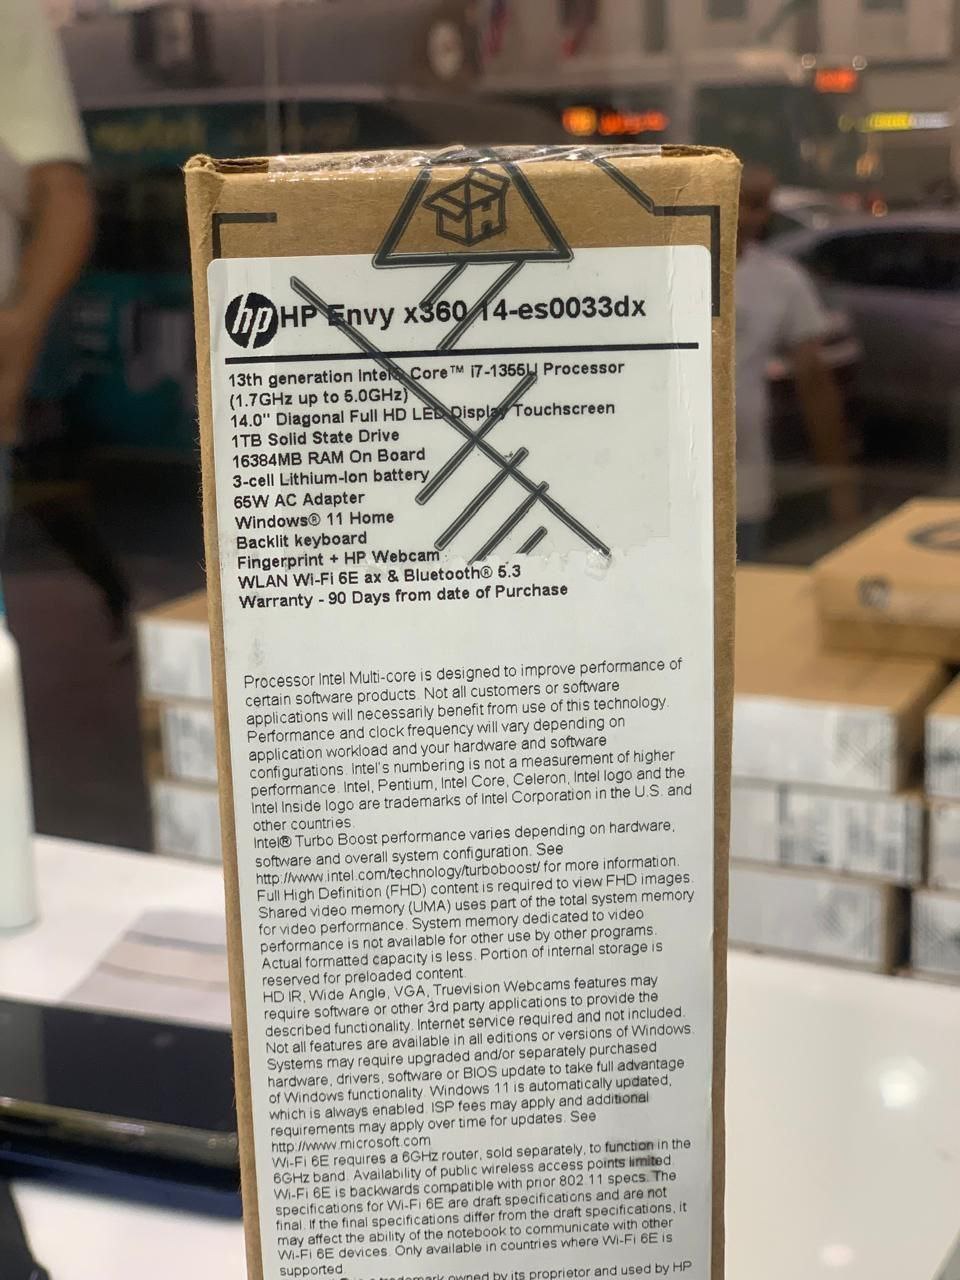 hp HP Envy x360 14-es0033dx
13th generation Intel® Core™ i7-1355U Processor
(1.7GHz up to 5.0GHz)
14.0" Diagonal Full HD LED Display Touchscreen
1TB Solid State Drive
16384MB RAM On Board
3-cell Lithium-Ion battery
65W AC Adapter
Windows® 11 Home
Backlit keyboard
Fingerprint + HP Webcam
WLAN Wi-Fi 6E ax & Bluetooth® 5.3
Warranty - 90 Days from date of Purchase
Processor Intel Multi-core is designed to improve performance of
certain software products. Not all customers or software
applications will necessarily benefit from use of this technology.
Performance and clock frequency will vary depending on
application workload and your hardware and software
configurations. Intel's numbering is not a measurement of higher
performance. Intel, Pentium, Intel Core, Celeron, Intel logo and the
Intel Inside logo are trademarks of Intel Corporation in the U.S. and
other countries.
Intel® Turbo Boost performance varies depending on hardware,
software and overall system configuration. See
http://www.intel.com/technology/turboboost/ for more information.
Full High Definition (FHD) content is required to view FHD images.
Shared video memory (UMA) uses part of the total system memory
for video performance. System memory dedicated to video
performance is not available for other use by other programs.
Actual formatted capacity is less. Portion of internal storage is
reserved for preloaded content.
HD IR, Wide Angle, VGA, Truevision Webcams features may
require software or other 3rd party applications to provide the
described functionality. Internet service required and not included.
Not all features are available in all editions or versions of Windows.
Systems may require upgraded and/or separately purchased
hardware, drivers, software or BIOS update to take full advantage
of Windows functionality. Windows 11 is automatically updated,
which is always enabled. ISP fees may apply and additional
requirements may apply over time for updates. See
http://www.microsoft.com
Wi-Fi 6E requires a 6GHz router, sold separately, to function in the
6GHz band. Availability of public wireless access points limited.
Wi-Fi 6E is backwards compatible with prior 802.11 specs. The
specifications for Wi-Fi 6E are draft specifications and are not
final. If the final specifications differ from the draft specifications, it
may affect the ability of the notebook to communicate with other
Wi-Fi 6E devices. Only available in countries where Wi-Fi 6E is
supported.
is a trademark owned by its proprietor and used by HP